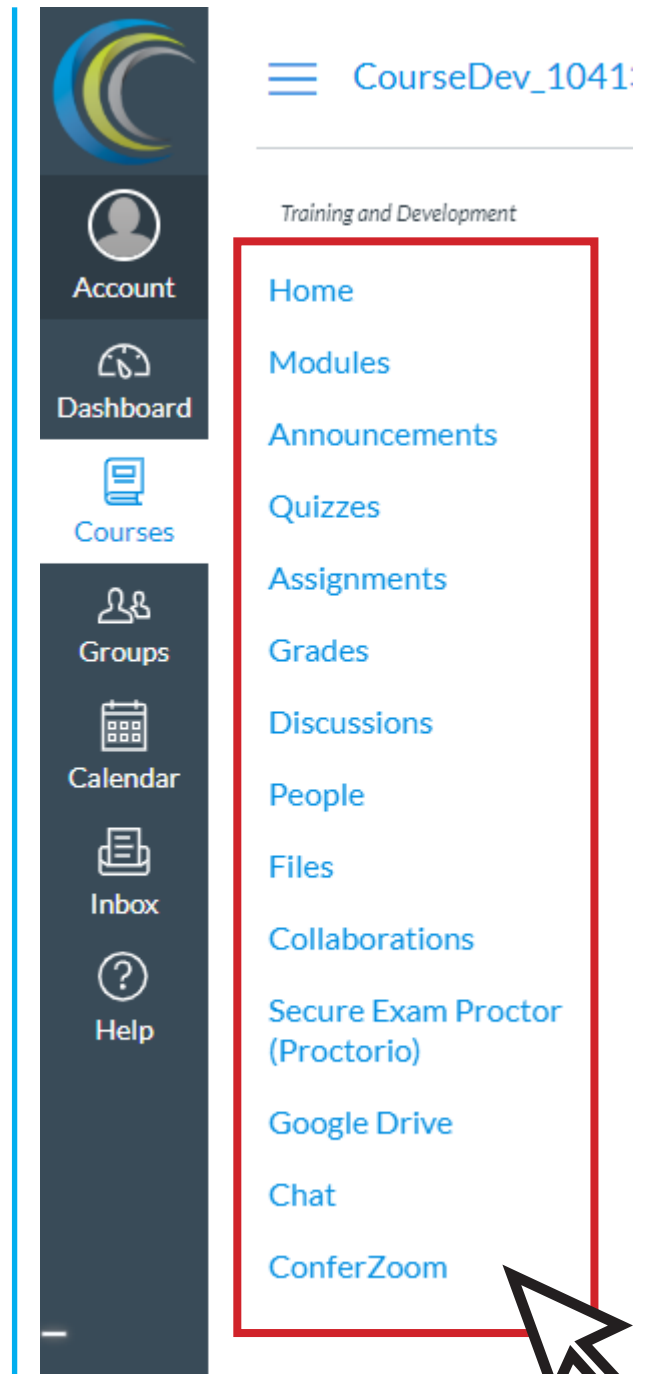 CourseDev_1041
Training and Development
Account
Dashboard
Courses
Groups
Calendar
Inbox
Help
Home
Modules
Announcements
Quizzes
Assignments
Grades
Discussions
People
Files
Collaborations
Secure Exam Proctor
(Proctorio)
Google Drive
Chat
ConferZoom